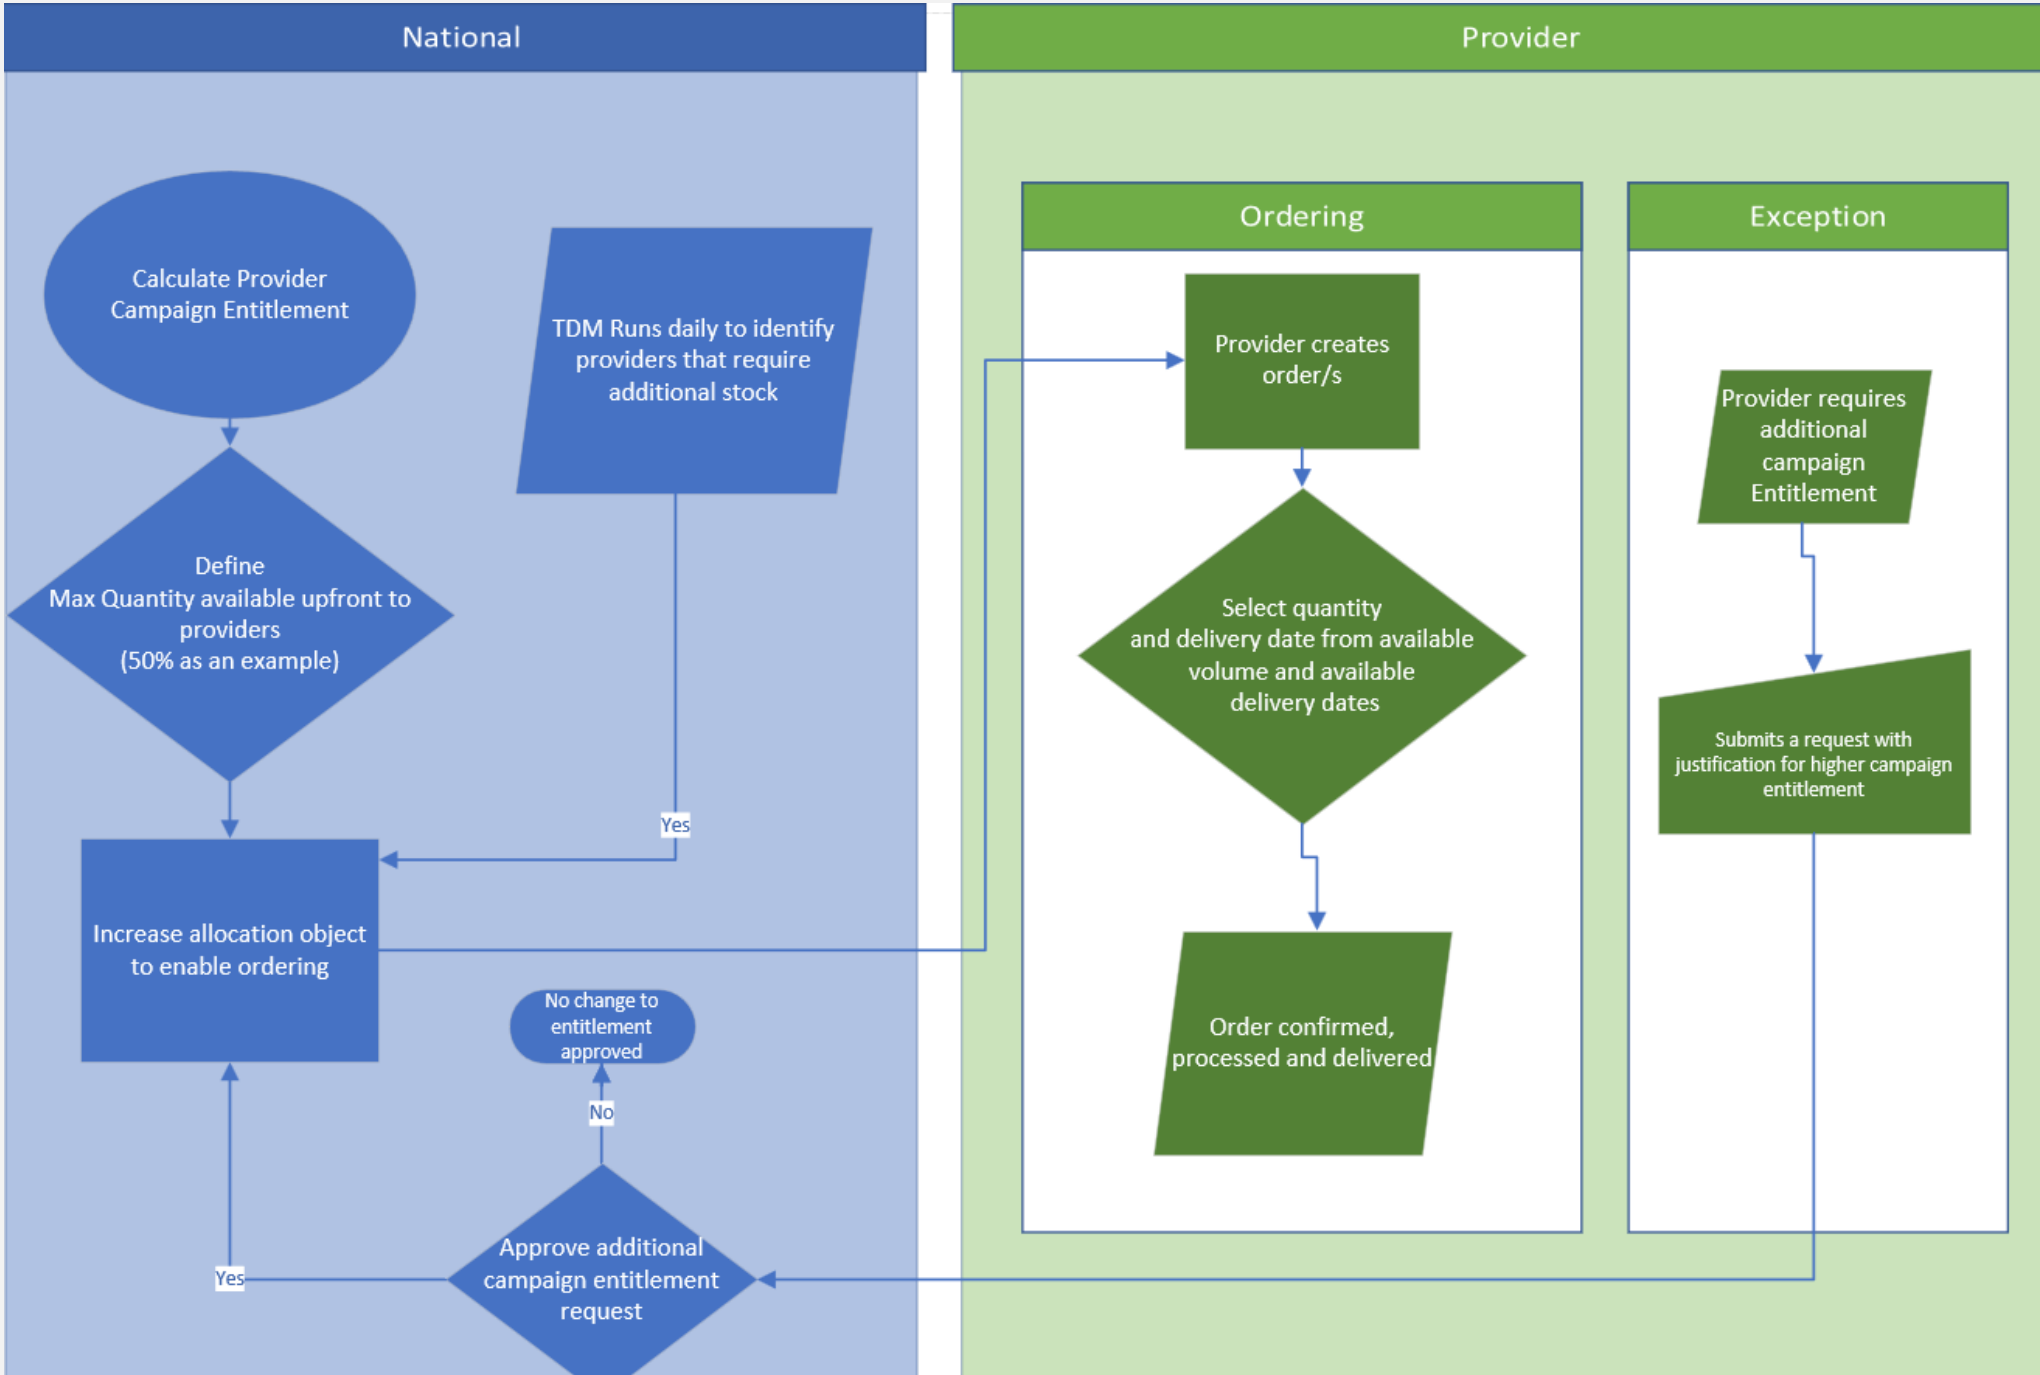 National
Calculate Provider
Campaign Entitlement
TDM Runs daily to identify
providers that require
additional stock
Define
Max Quantity available upfront to
providers
(50% as an example)
Yes
Increase allocation object
to enable ordering
No change to
entitlement
approved
No
Approve additional
campaign entitlement
request
Yes
Provider
Ordering
Provider creates
order/s
Select quantity
and delivery date from available
volume and available
delivery dates
Order confirmed,
processed and delivered
Exception
Provider requires
additional
campaign
Entitlement
Submits a request with
justification for higher campaign
entitlement